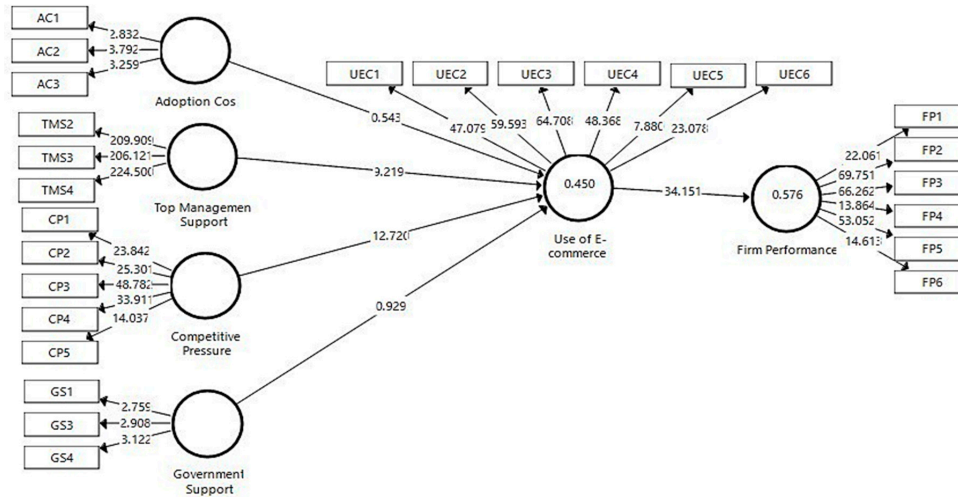 AC1
2.832
AC2
3.792
AC3
3.259
Adoption Cos
TMS2
209.909
TMS3
206.121
TMS4
224.500
Top Managemen
Support
CP1
23.842
CP2
25.301
CP3
48.782
CP4
33.911
CP5
14.037
Competitive
Pressure
GS1
2.759
GS3
2.908
GS4
3.122
Government
Support
0.543
9.219
12.720
0.929
UEC1
UEC2
UEC3
UEC4
UEC5
UEC6
47.079
59.593
64.708
48.368
7.880
23.078
0.450
Use of E-
commerce
34.151
0.576
Firm Performance
22.061
69.751
66.262
13.864
53.052
14.613
FP1
FP2
FP3
FP4
FP5
FP6